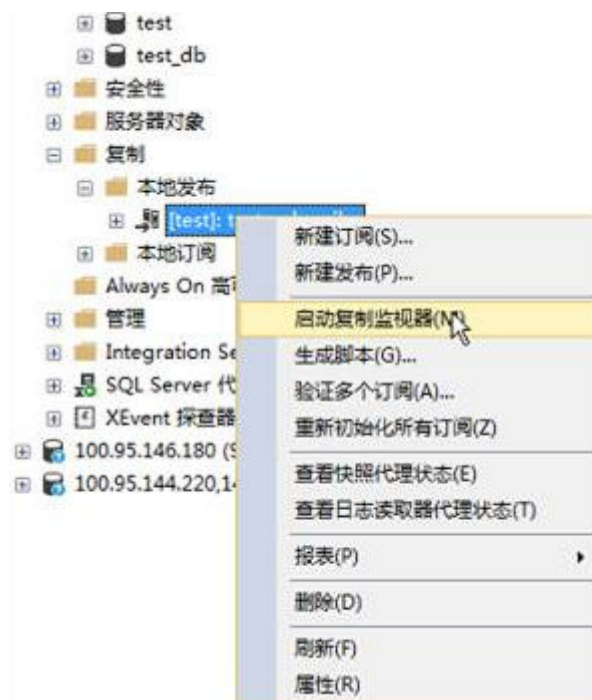 test
test_db
安全性
服务器对象
复制
本地发布
[test]:
本地订阅
Always On
管理
Integration
SQL Server
XEvent 探查器
100.95.146.180
100.95.144.220,
新建订阅(S)...
新建发布(P)...
启动复制监视器(M)
生成脚本(G)...
验证多个订阅(A)...
重新初始化所有订阅(Z)
查看快照代理状态(E)
查看日志读取器代理状态(T)
报表(P)
删除(D)
刷新(F)
属性(R)